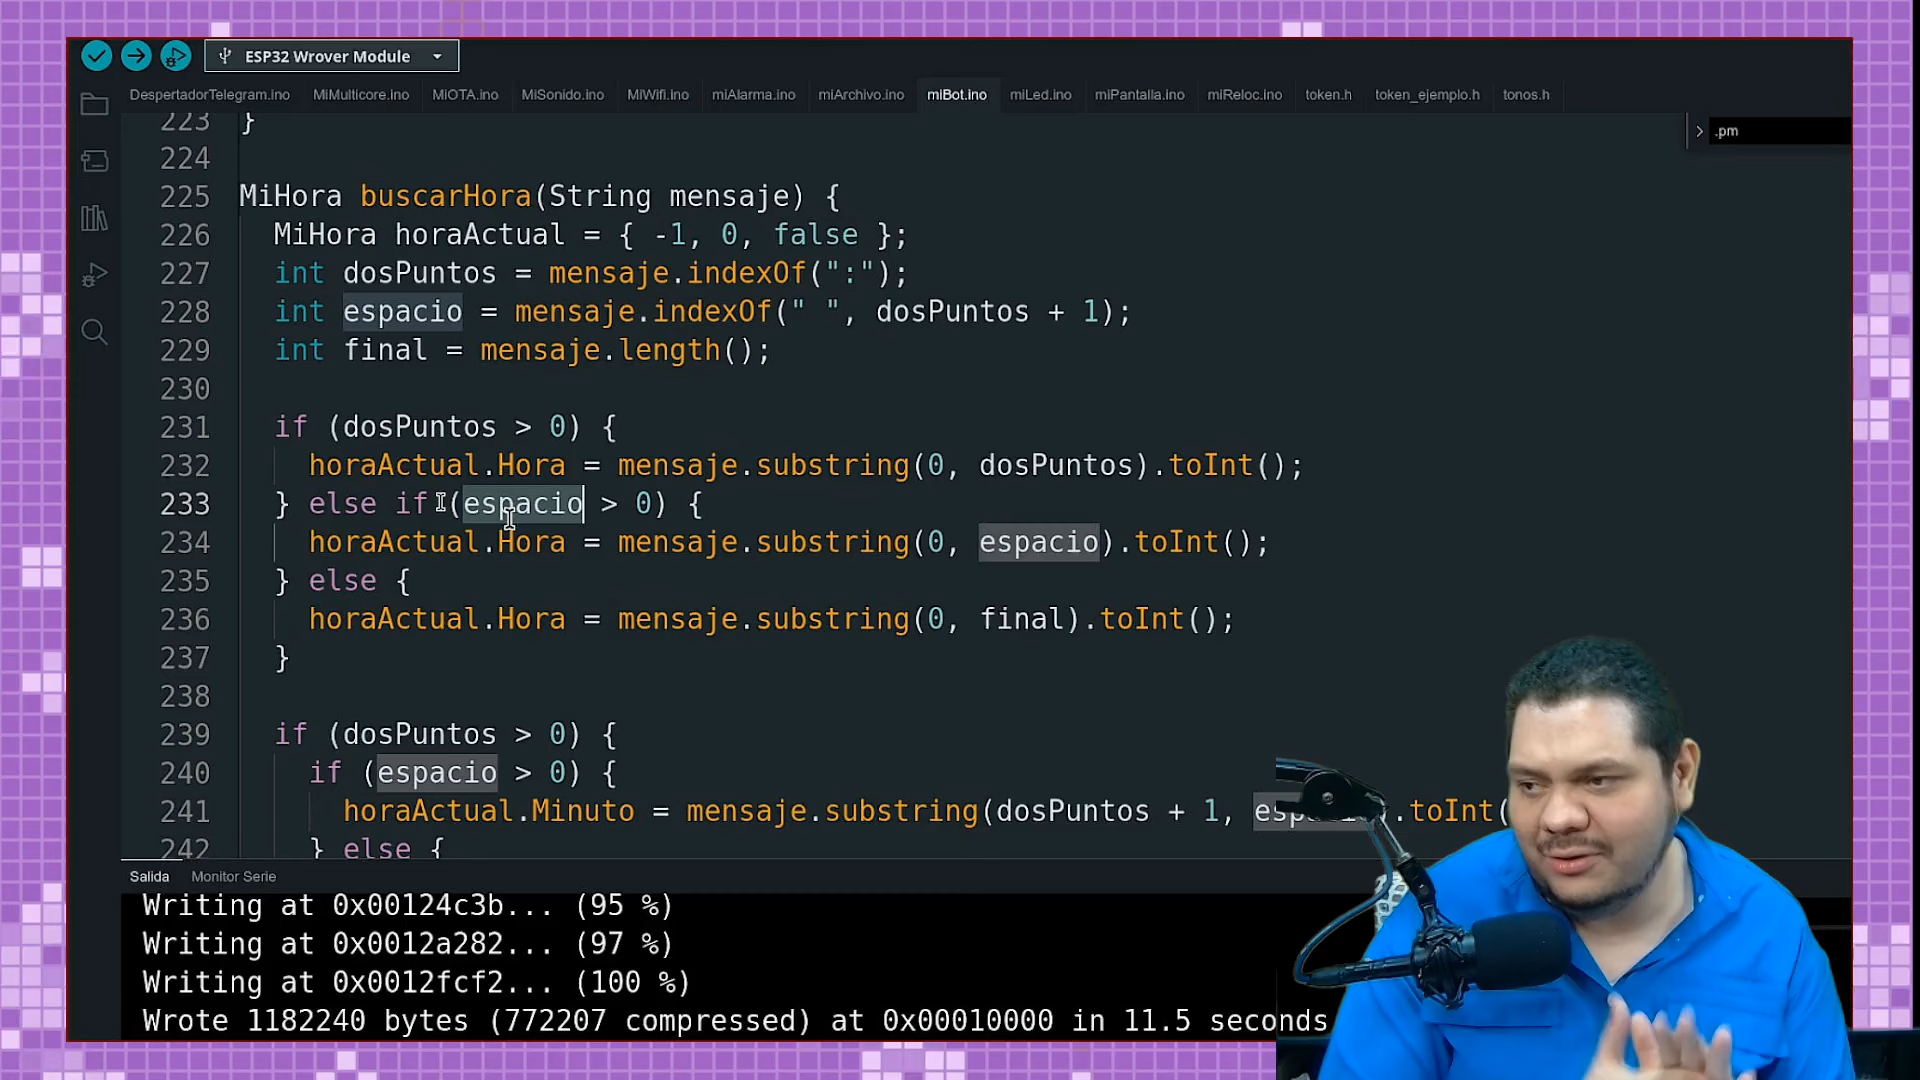 ESP32 Wrover Module
DespertadorTelegram.ino MiMulticore.ino MiOTA.ino MiSonido.ino MiWifi.ino miAlarma.ino miArchivo.ino miBot.ino miLed.ino miPantalla.ino miReloc.ino token.h token_ejemplo.h tonos.h
.pm
223 }
224
225 MiHora buscarHora(String mensaje) {
226 MiHora horaActual = { -1, 0, false };
227 int dosPuntos = mensaje.indexOf(":");
228 int espacio = mensaje.indexOf(" ", dosPuntos + 1);
229 int final = mensaje.length();
230
231 if (dosPuntos > 0) {
232 horaActual.Hora = mensaje.substring(0, dosPuntos).toInt();
233 } else if (espacio > 0) {
234 horaActual.Hora = mensaje.substring(0, espacio).toInt();
235 } else {
236 horaActual.Hora = mensaje.substring(0, final).toInt();
237 }
238
239 if (dosPuntos > 0) {
240 if (espacio > 0) {
241 horaActual.Minuto = mensaje.substring(dosPuntos + 1, .toInt(
242 } else {
Salida Monitor Serie
Writing at 0x00124c3b... (95 %)
Writing at 0x0012a282... (97 %)
Writing at 0x0012fcf2... (100 %)
Wrote 1182240 bytes (772207 compressed) at 0x00010000 in 11.5 seconds